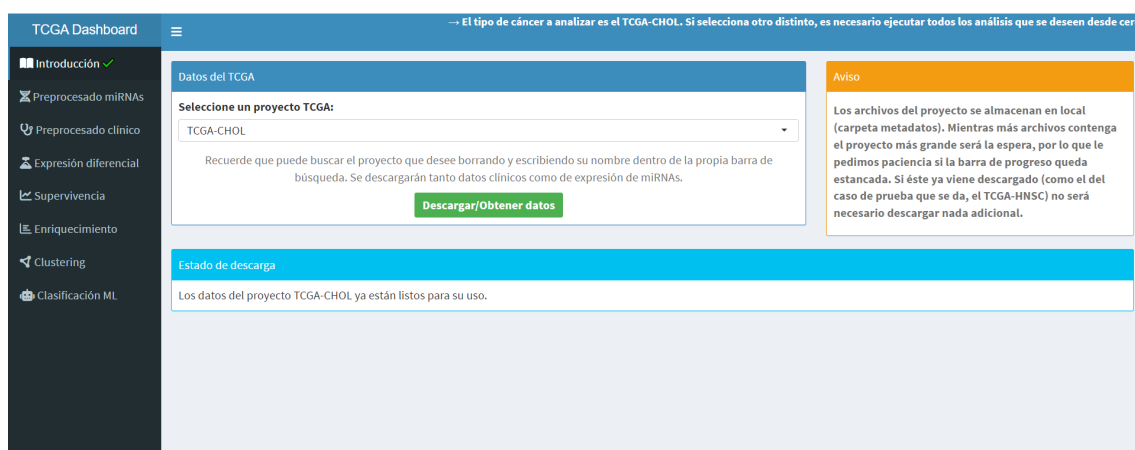 TCGA Dashboard
→ El tipo de cáncer a analizar es el TCGA-CHOL. Si selecciona otro distinto, es necesario ejecutar todos los análisis que se deseen desde cer
Introducción
Preprocesado miRNAs
Preprocesado clínico
Expresión diferencial
Supervivencia
Enriquecimiento
Clustering
Clasificación ML
Datos del TCGA
Seleccione un proyecto TCGA:
TCGA-CHOL
Recuerde que puede buscar el proyecto que desee borrando y escribiendo su nombre dentro de la propia barra de
búsqueda. Se descargarán tanto datos clínicos como de expresión de miRNAs.
Descargar/Obtener datos
Aviso
Los archivos del proyecto se almacenan en local
(carpeta metadatos). Mientras más archivos contenga
el proyecto más grande será la espera, por lo que le
pedimos paciencia si la barra de progreso queda
estancada. Si éste ya viene descargado (como el del
caso de prueba que se da, el TCGA-HNSC) no será
necesario descargar nada adicional.
Estado de descarga
Los datos del proyecto TCGA-CHOL ya están listos para su uso.